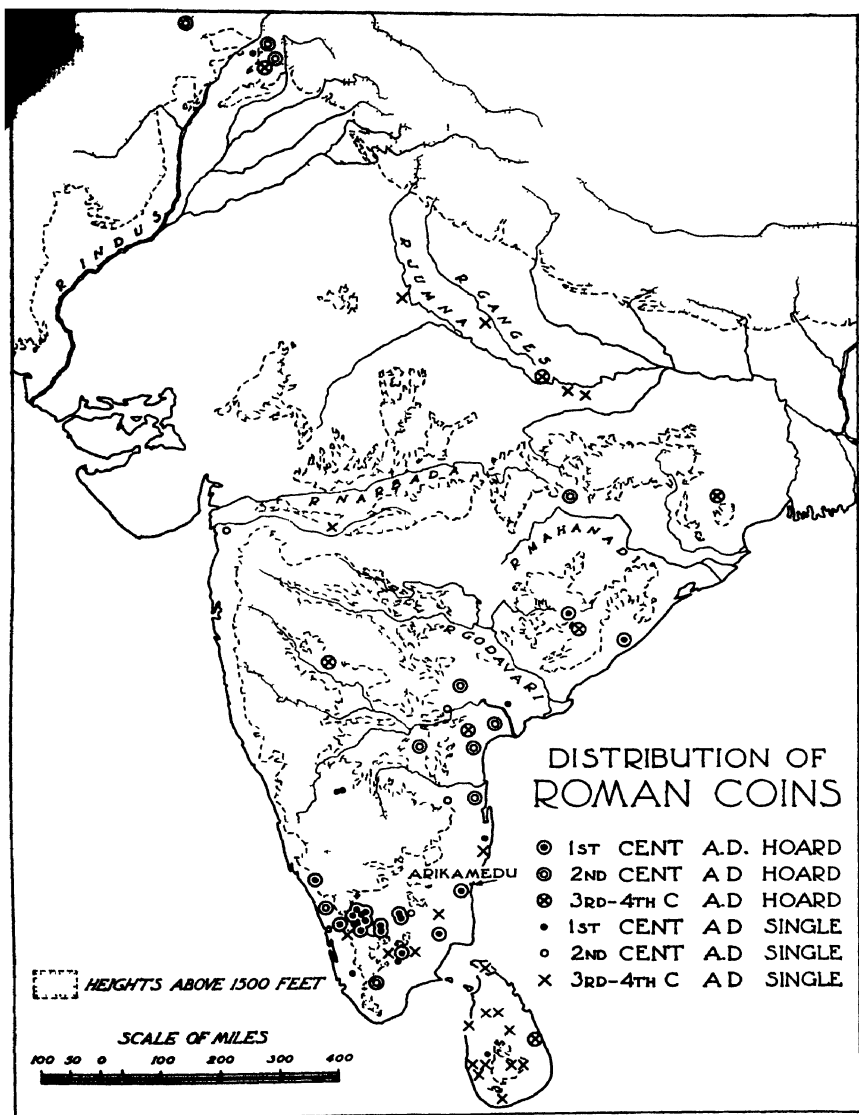 R INDUS
R JUMNA
R GANGES
R NARBADA
R MAHANAD
R GODAVARI
DISTRIBUTION OF
ROMAN COINS
1ST CENT A.D. HOARD
2ND CENT A.D HOARD
3RD-4TH C A D HOARD
1ST CENT AD SINGLE
2ND CENT A.D SINGLE
3RD-4TH C A D SINGLE
ARIKAMEDU
HEIGHTS ABOVE 1500 FEET
SCALE OF MILES
100 50 0 100 200 300 400